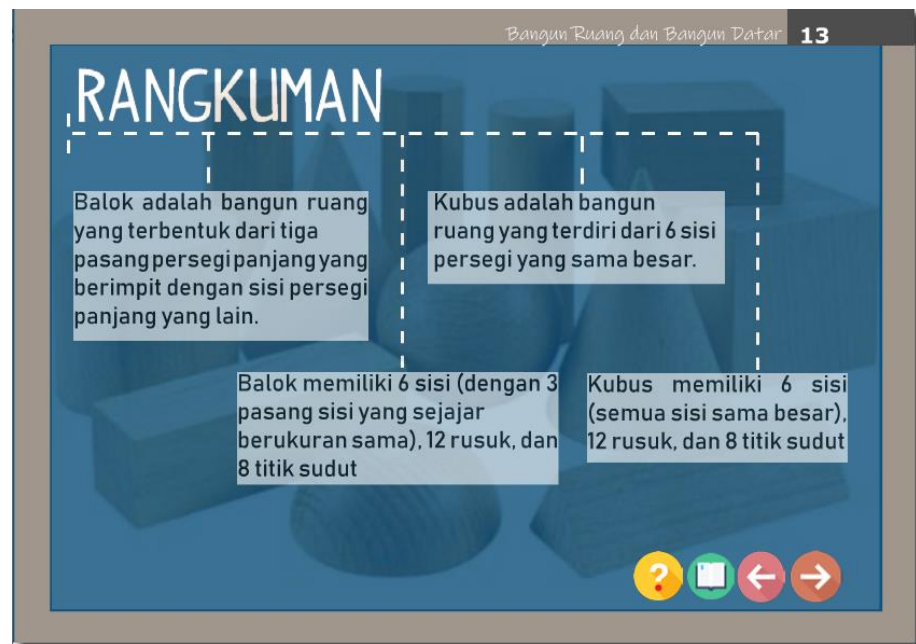 Bangun Ruang dan Bangun Datar 13
RANGKUMAN
Balok adalah bangun ruang
yang terbentuk dari tiga
pasang persegi panjang yang
berimpit dengan sisi persegi
panjang yang lain.
Kubus adalah bangun
ruang yang terdiri dari 6 sisi
persegi yang sama besar.
Balok memiliki 6 sisi (dengan 3
pasang sisi yang sejajar
berukuran sama), 12 rusuk, dan
8 titik sudut
Kubus memiliki 6 sisi
(semua sisi sama besar),
12 rusuk, dan 8 titik sudut
?